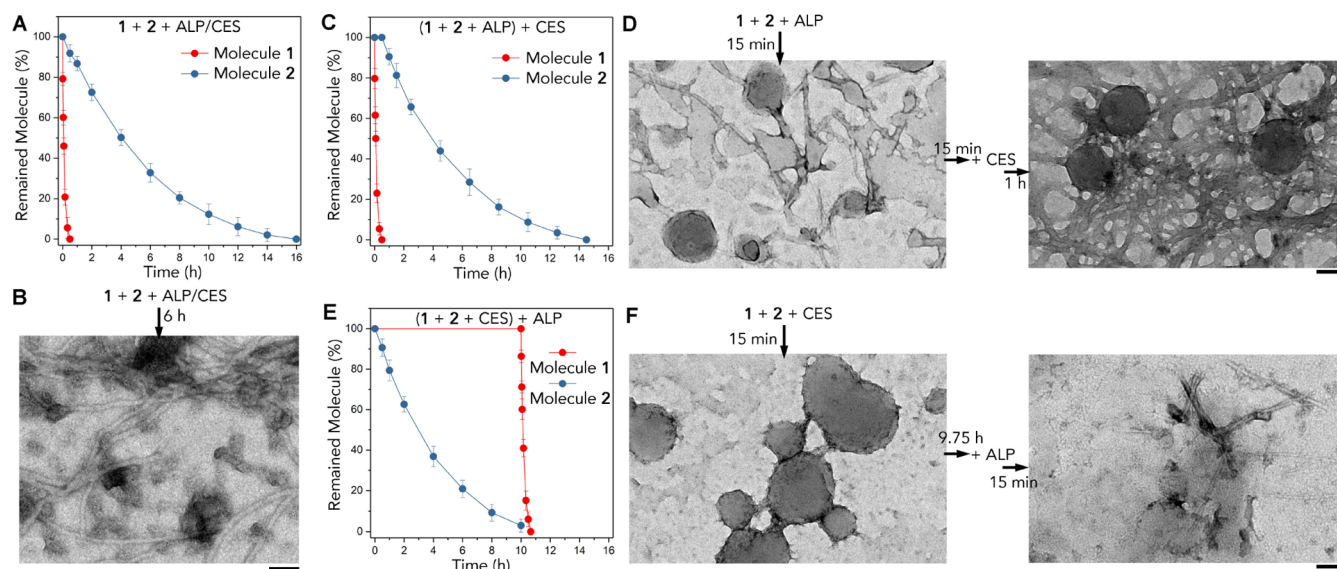 A
1 + 2 + ALP/CES
Remained Molecule (%)
100
80
60
40
20
0
Molecule 1
Molecule 2
0 2 4 6 8 10 12 14 16
Time (h)
B
1 + 2 + ALP/CES
6 h
C
(1 + 2 + ALP) + CES
Remained Molecule (%)
100
80
60
40
20
0
Molecule 1
Molecule 2
0 2 4 6 8 10 12 14 16
Time (h)
D
1 + 2 + ALP
15 min
15 min
+ CES
1 h
E
(1 + 2 + CES) + ALP
Remained Molecule (%)
100
80
60
40
20
0
Molecule 1
Molecule 2
0 2 4 6 8 10 12 14 16
Time (h)
F
1 + 2 + CES
15 min
9.75 h
+ ALP
15 min